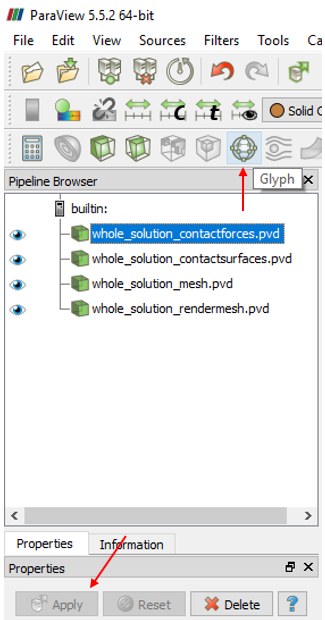 ParaView 5.5.2 64-bit
File Edit View Sources Filters Tools Ca
Solid C
Glyph
Pipeline Browser
builtin:
whole_solution_contactforces.pvd
whole_solution_contactsurfaces.pvd
whole_solution_mesh.pvd
whole_solution_rendermesh.pvd
Properties Information
Properties
Apply Reset Delete ?